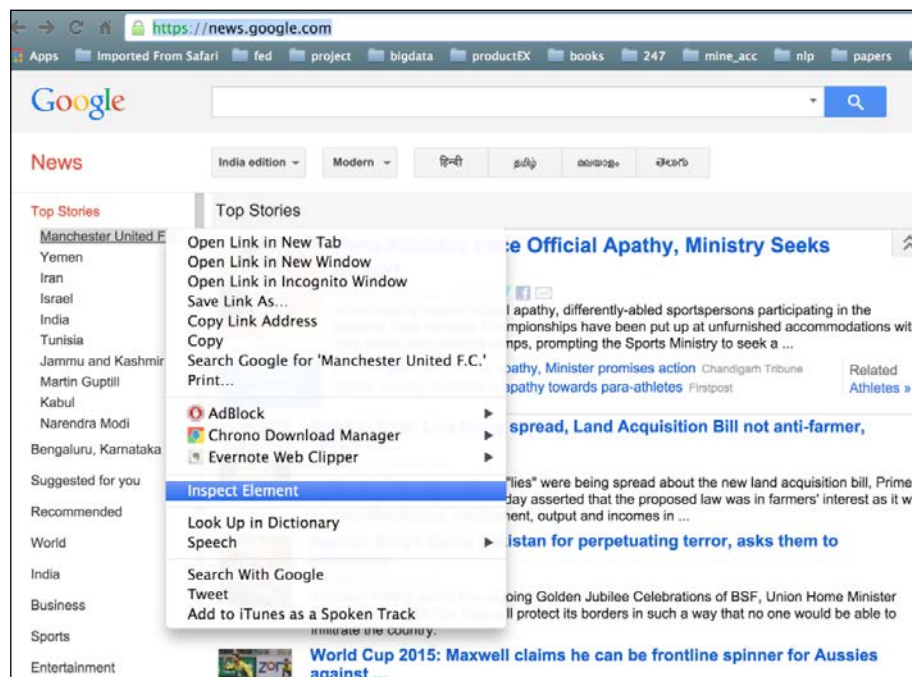 https://news.google.com
Apps Imported From Safari fed project bigdata productEX books 247 mine_acc nlp papers
Google
News India edition Modern हिन्दी தமிழ் മലയാളം తెలుగు
Top Stories
Manchester United F
Yemen
Iran
Israel
India
Tunisia
Jammu and Kashmir
Martin Guptill
Kabul
Narendra Modi
Bengaluru, Karnataka
Suggested for you
Recommended
World
India
Business
Sports
Entertainment
Open Link in New Tab
Open Link in New Window
Open Link in Incognito Window
Save Link As...
Copy Link Address
Copy
Search Google for 'Manchester United F.C.'
Print...
AdBlock
Chrono Download Manager
Evernote Web Clipper
Inspect Element
Look Up in Dictionary
Speech
Search With Google
Tweet
Add to iTunes as a Spoken Track
Top Stories
Official Apathy, Ministry Seeks
apathy, differently-abled sportspersons participating in the
have been put up at unfurnished accommodations wit
prompting the Sports Ministry to seek a ...
Minister promises action Chandigarh Tribune
apathy towards para-athletes Firstpost
Related
Athletes »
spread, Land Acquisition Bill not anti-farmer,
"lies" were being spread about the new land acquisition bill, Prime
day asserted that the proposed law was in farmers' interest as it w
output and incomes in ...
for perpetuating terror, asks them to
Golden Jubilee Celebrations of BSF, Union Home Minister
protect its borders in such a way that no one would be able to
infiltrate the country.
World Cup 2015: Maxwell claims he can be frontline spinner for Aussies
against ...